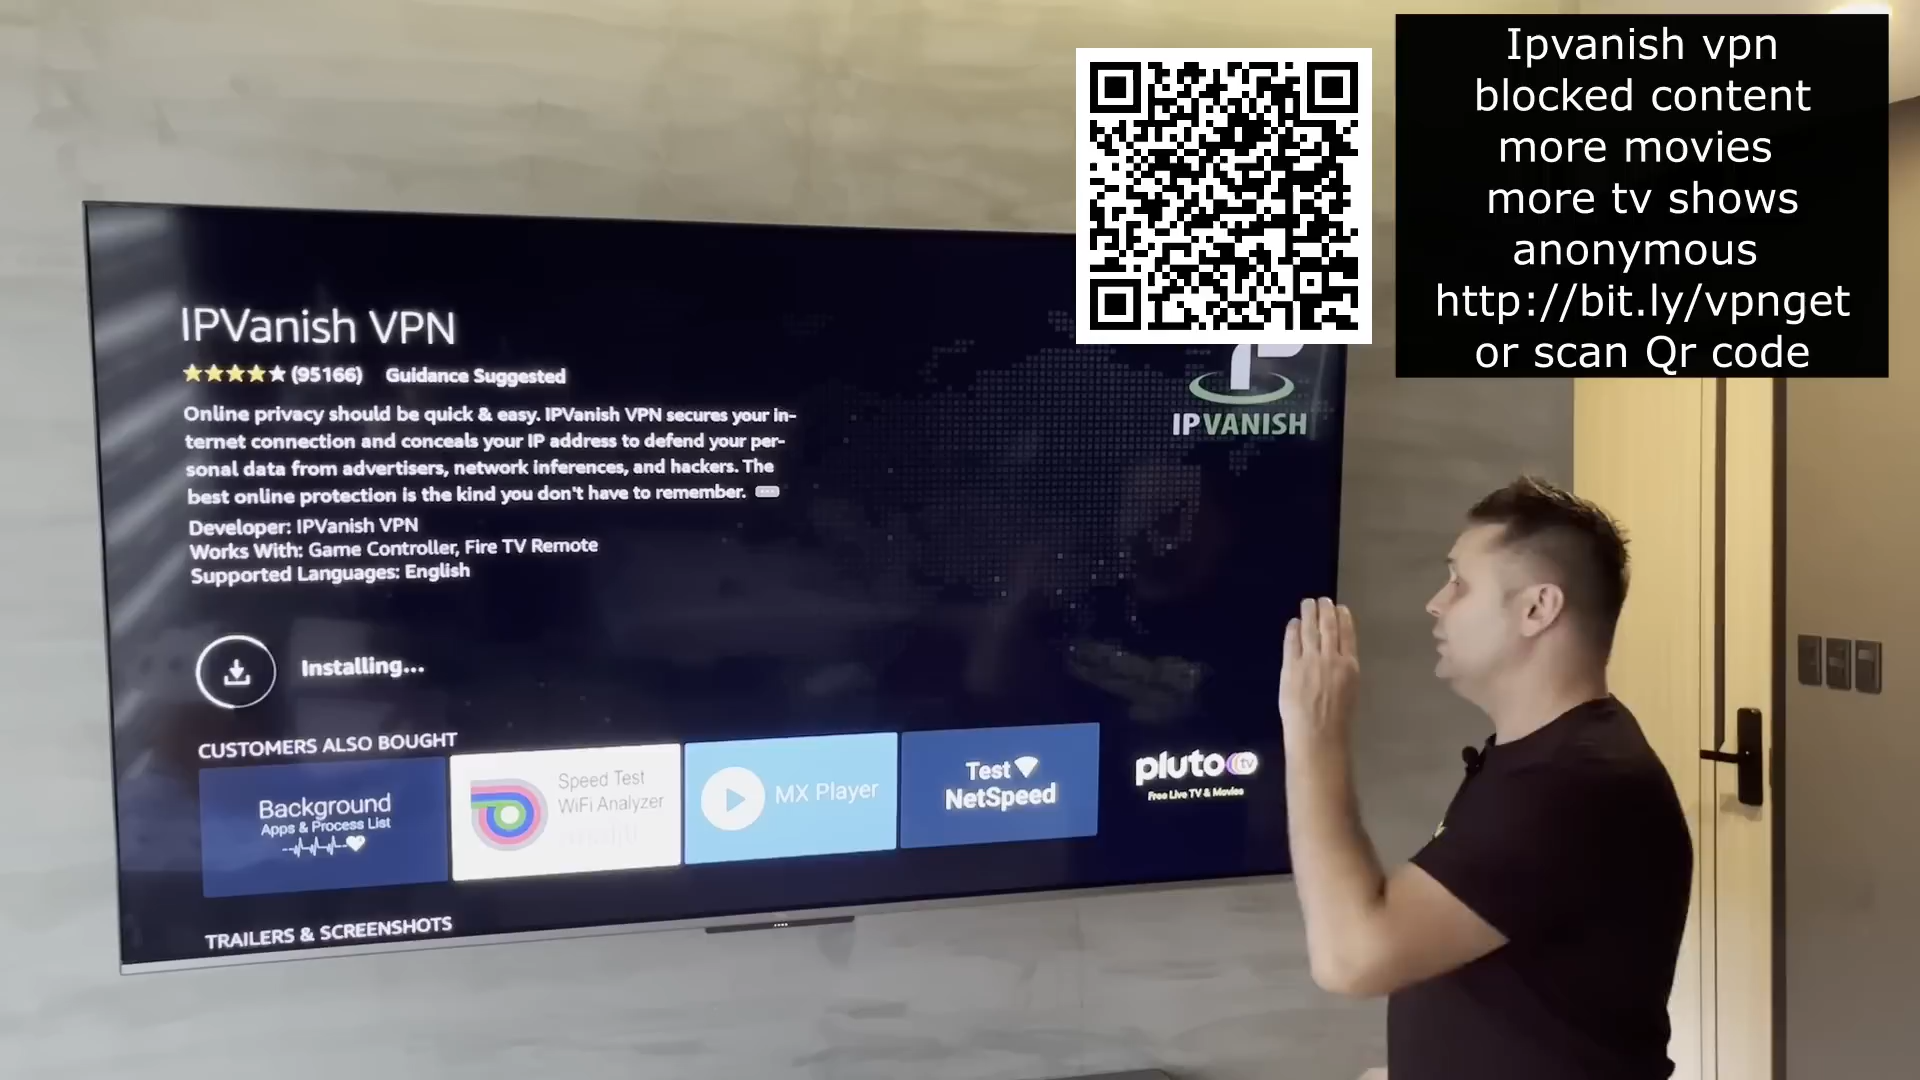 Ipvanish vpn
blocked content
more movies
more tv shows
anonymous
http://bit.ly/vpnget
or scan Qr code
IPVanish VPN
(95166) Guidance Suggested
Online privacy should be quick & easy. IPVanish VPN secures your in-
ternet connection and conceals your IP address to defend your per-
sonal data from advertisers, network inferences, and hackers. The
best online protection is the kind you don't have to remember.
Developer: IPVanish VPN
Works With: Game Controller, Fire TV Remote
Supported Languages: English
IPVANISH
Installing...
CUSTOMERS ALSO BOUGHT
Background
Apps & Process List
Speed Test
WiFi Analyzer
MX Player
Test
NetSpeed
pluto tv
Free Live TV & Movies
TRAILERS & SCREENSHOTS